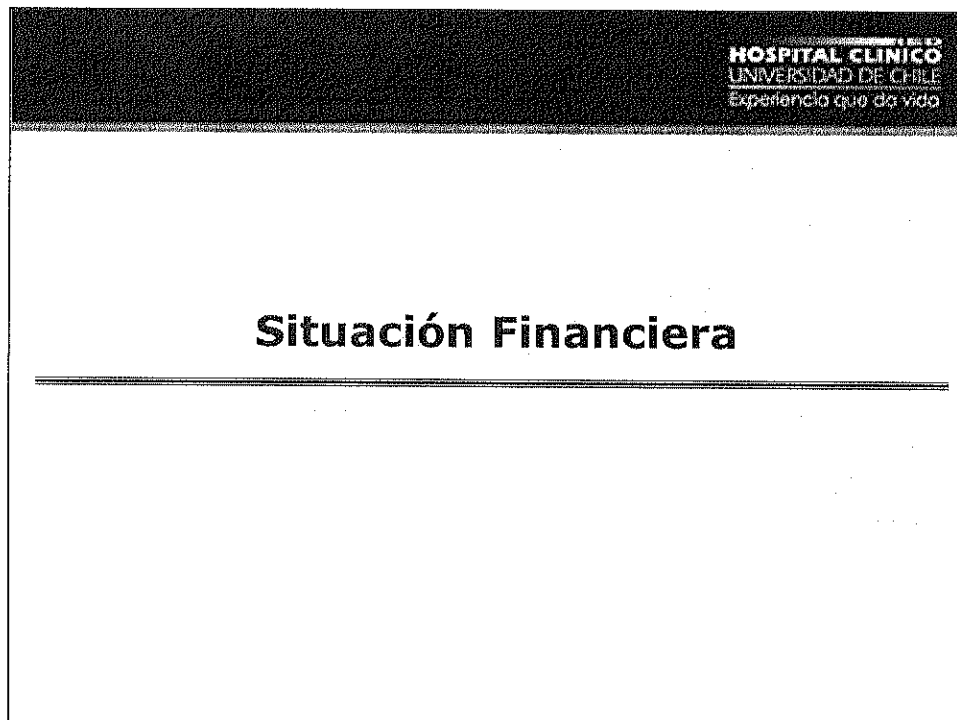 HOSPITAL CLINICO
UNIVERSIDAD DE CHILE
Experiencia que da vida
Situación Financiera